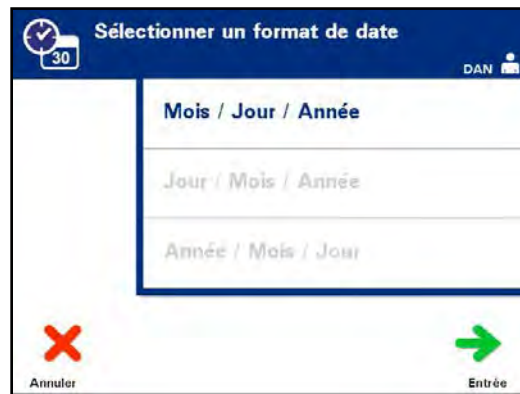 Sélectionner un format de date
30
DAN
Mois / Jour / Année
Jour / Mois / Année
Année / Mois / Jour
Annuler
Entrée